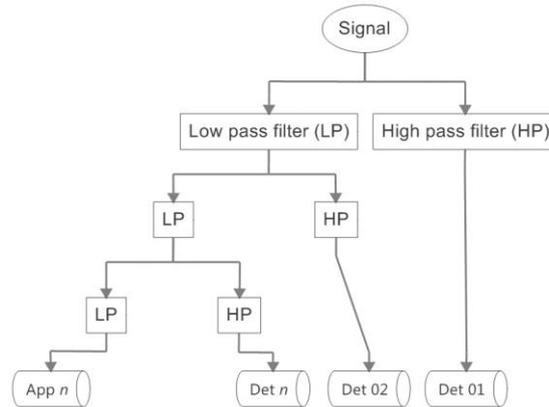 Signal
Low pass filter (LP)
High pass filter (HP)
LP
HP
LP
HP
App n
Det n
Det 02
Det 01